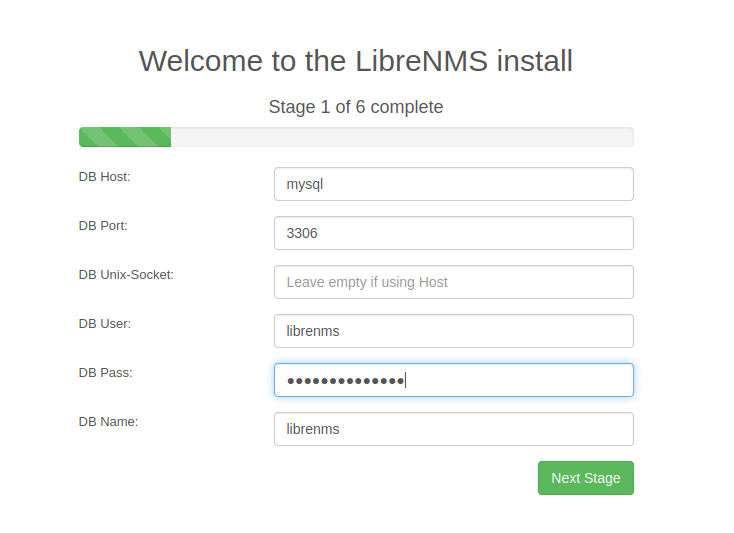 Welcome to the LibreNMS install
Stage 1 of 6 complete
DB Host: mysql
DB Port: 3306
DB Unix-Socket: Leave empty if using Host
DB User: librenms
DB Pass: ●●●●●●●●●●●●●●
DB Name: librenms
Next Stage